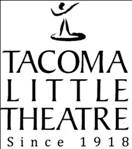 TACOMA
LITTLE
THEATRE
Since 1918